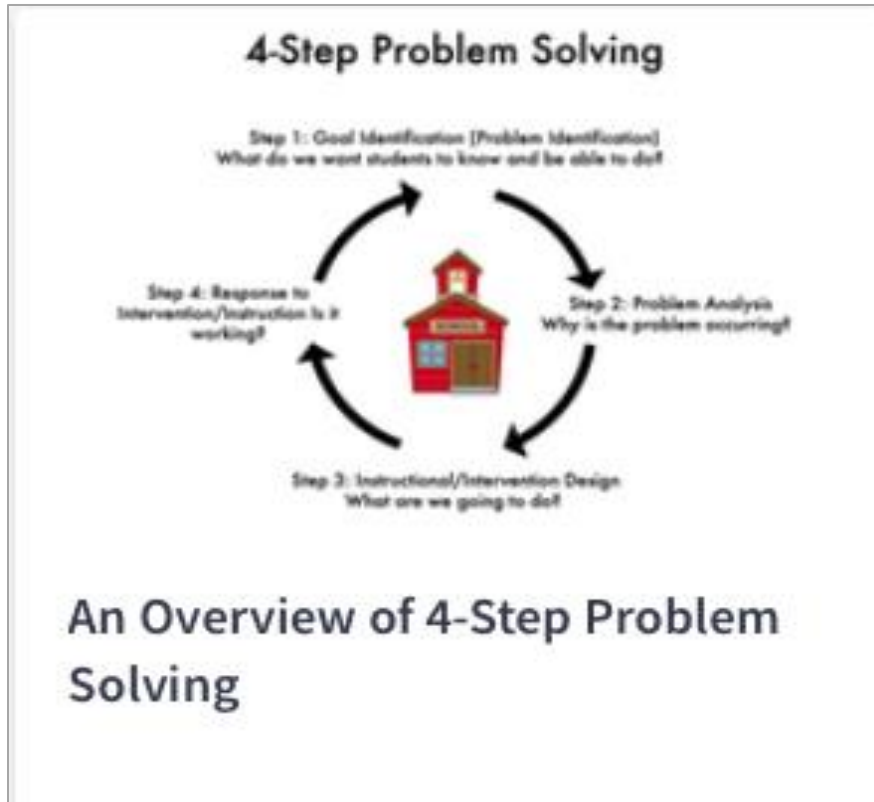 4-Step Problem Solving
Step 1: Goal Identification (Problem Identification)
What do we want students to know and be able to do?
Step 2: Problem Analysis
Why is the problem occurring?
Step 3: Instructional/Intervention Design
What are we going to do?
Step 4: Response to
Intervention/Instruction Is it
working?
SCHOOL
An Overview of 4-Step Problem
Solving